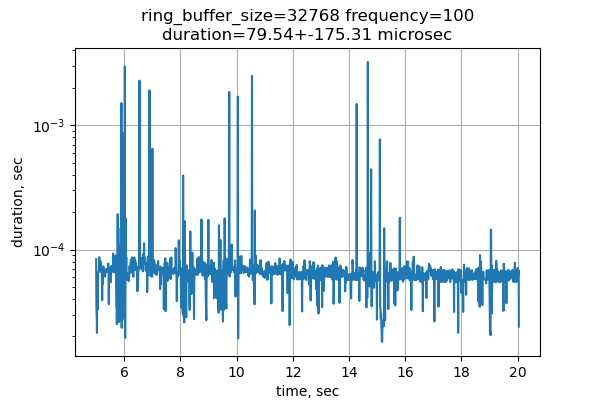 ring_buffer_size=32768 frequency=100
duration=79.54+-175.31 microsec
duration, sec
10⁻³
10⁻⁴
6 8 10 12 14 16 18 20
time, sec